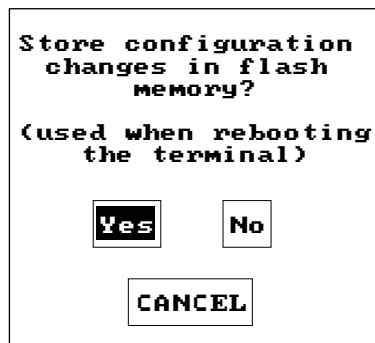 Store configuration
changes in flash
memory?
(used when rebooting
the terminal)
Yes No
CANCEL